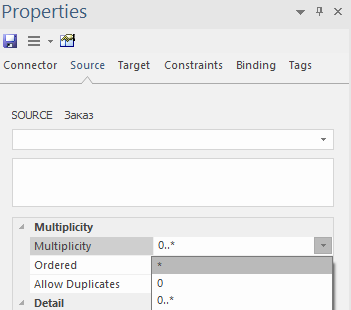 Properties
Connector Source Target Constraints Binding Tags
SOURCE Заказ
Multiplicity
Multiplicity 0..*
Ordered *
Allow Duplicates 0
Detail 0..*